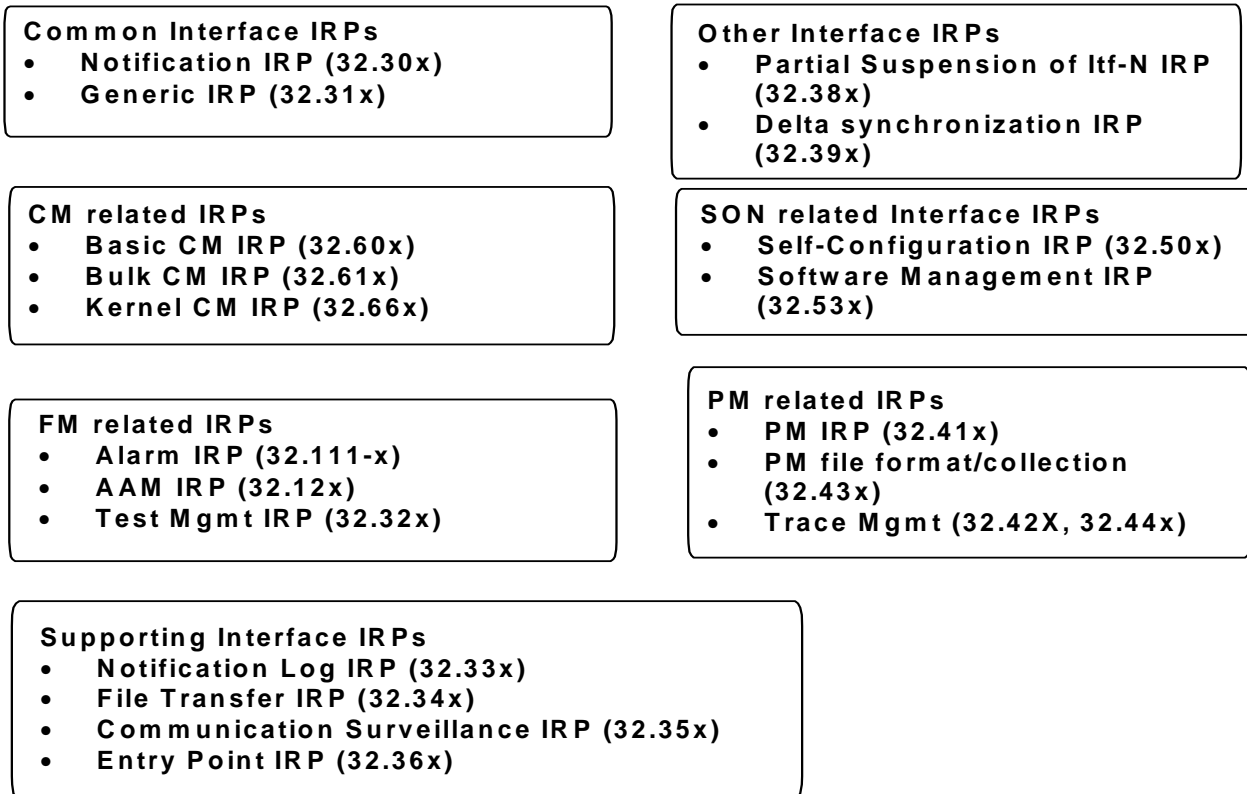 Common Interface IRPs
• Notification IRP (32.30x)
• Generic IRP (32.31x)
Other Interface IRPs
• Partial Suspension of Itf-N IRP
(32.38x)
• Delta synchronization IRP
(32.39x)
CM related IRPs
• Basic CM IRP (32.60x)
• Bulk CM IRP (32.61x)
• Kernel CM IRP (32.66x)
SON related Interface IRPs
• Self-Configuration IRP (32.50x)
• Software Management IRP
(32.53x)
FM related IRPs
• Alarm IRP (32.111-x)
• AAM IRP (32.12x)
• Test Mgmt IRP (32.32x)
PM related IRPs
• PM IRP (32.41x)
• PM file format/collection
(32.43x)
• Trace Mgmt (32.42X, 32.44x)
Supporting Interface IRPs
• Notification Log IRP (32.33x)
• File Transfer IRP (32.34x)
• Communication Surveillance IRP (32.35x)
• Entry Point IRP (32.36x)